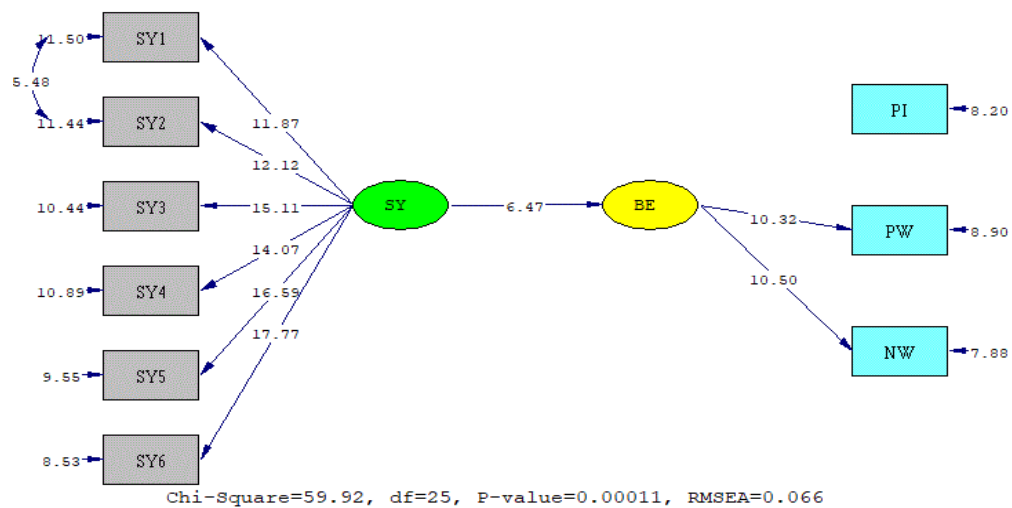 11.50 SY1
5.48
11.44 SY2
10.44 SY3
10.89 SY4
9.55 SY5
8.53 SY6
11.87
12.12
15.11
14.07
16.59
17.77
SY
6.47
BE
10.32
10.50
PI 8.20
PW 8.90
NW 7.88
Chi-Square=59.92, df=25, P-value=0.00011, RMSEA=0.066